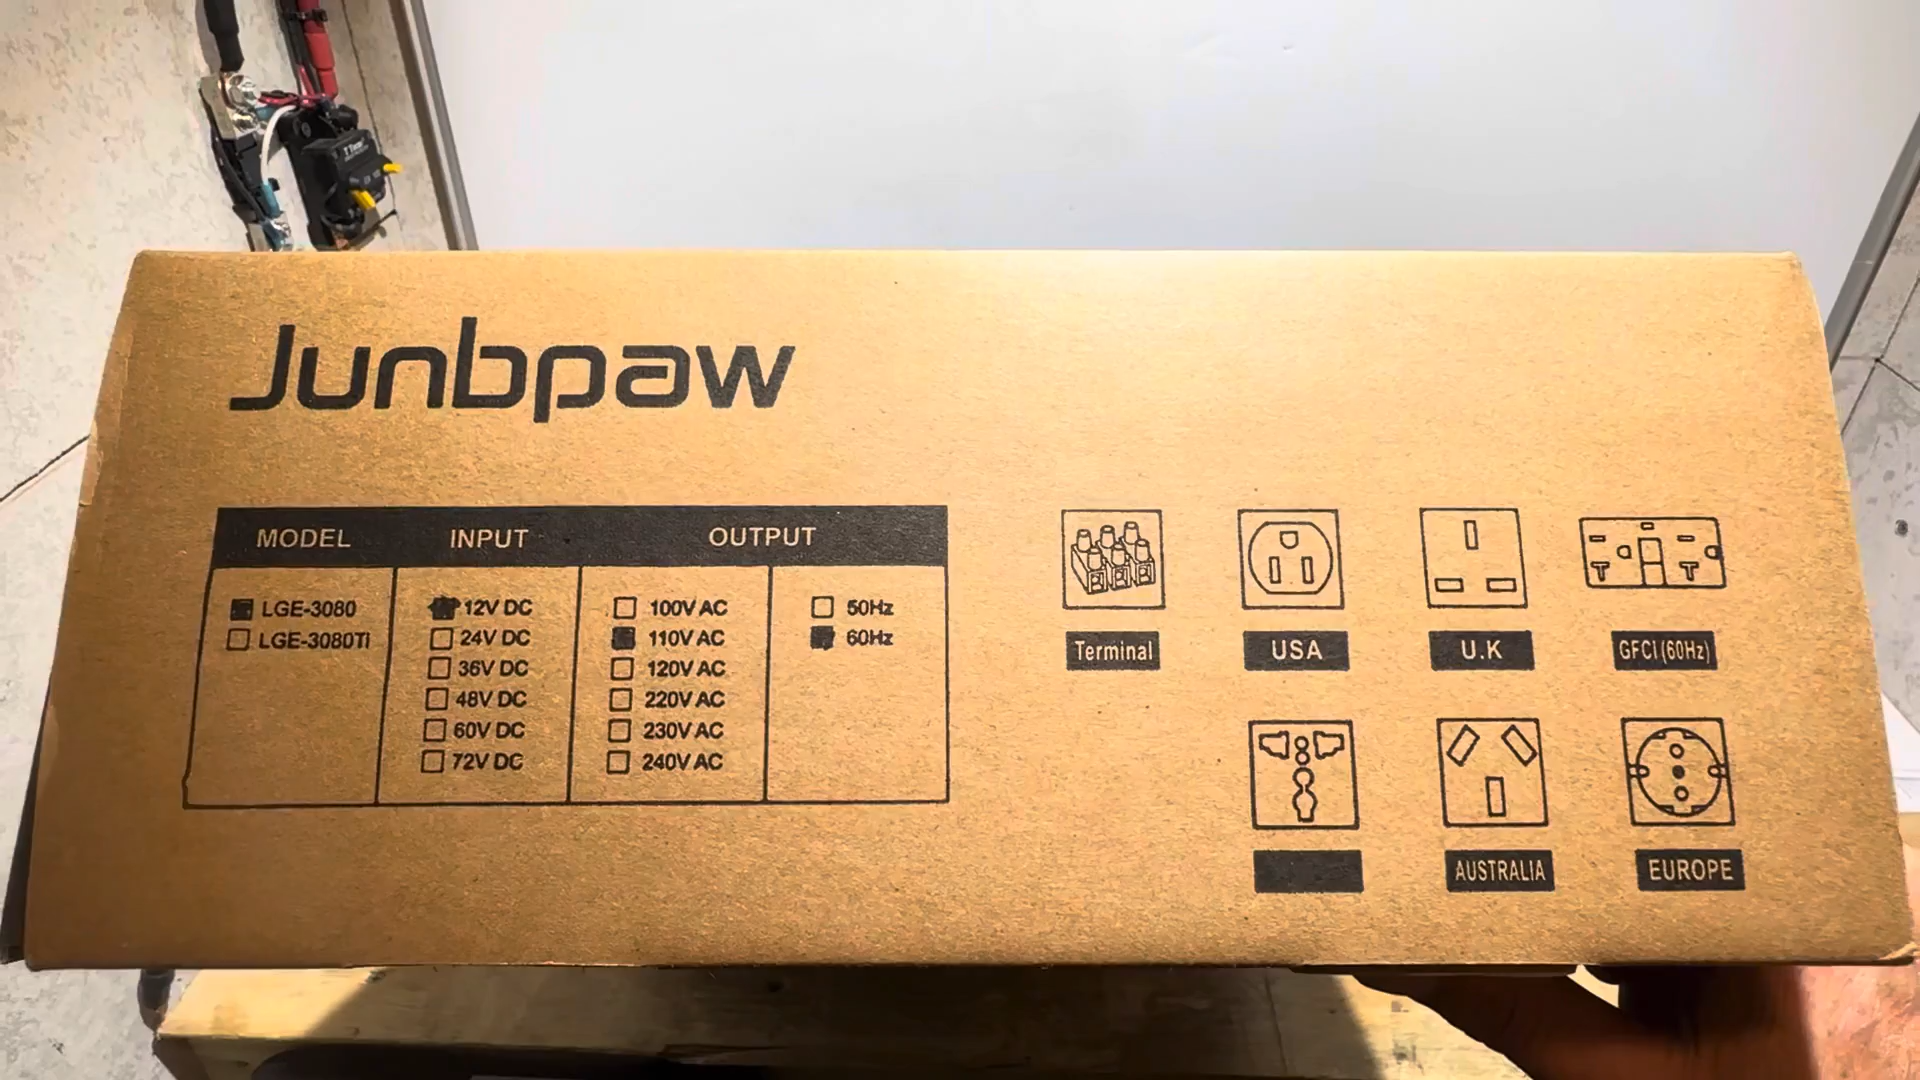 Junbpaw
MODEL INPUT OUTPUT
LGE-3080 12V DC 100V AC 50Hz
LGE-3080Ti 24V DC 110V AC 60Hz
36V DC 120V AC
48V DC 220V AC
60V DC 230V AC
72V DC 240V AC
Terminal USA U.K GFCI(60Hz)
AUSTRALIA EUROPE